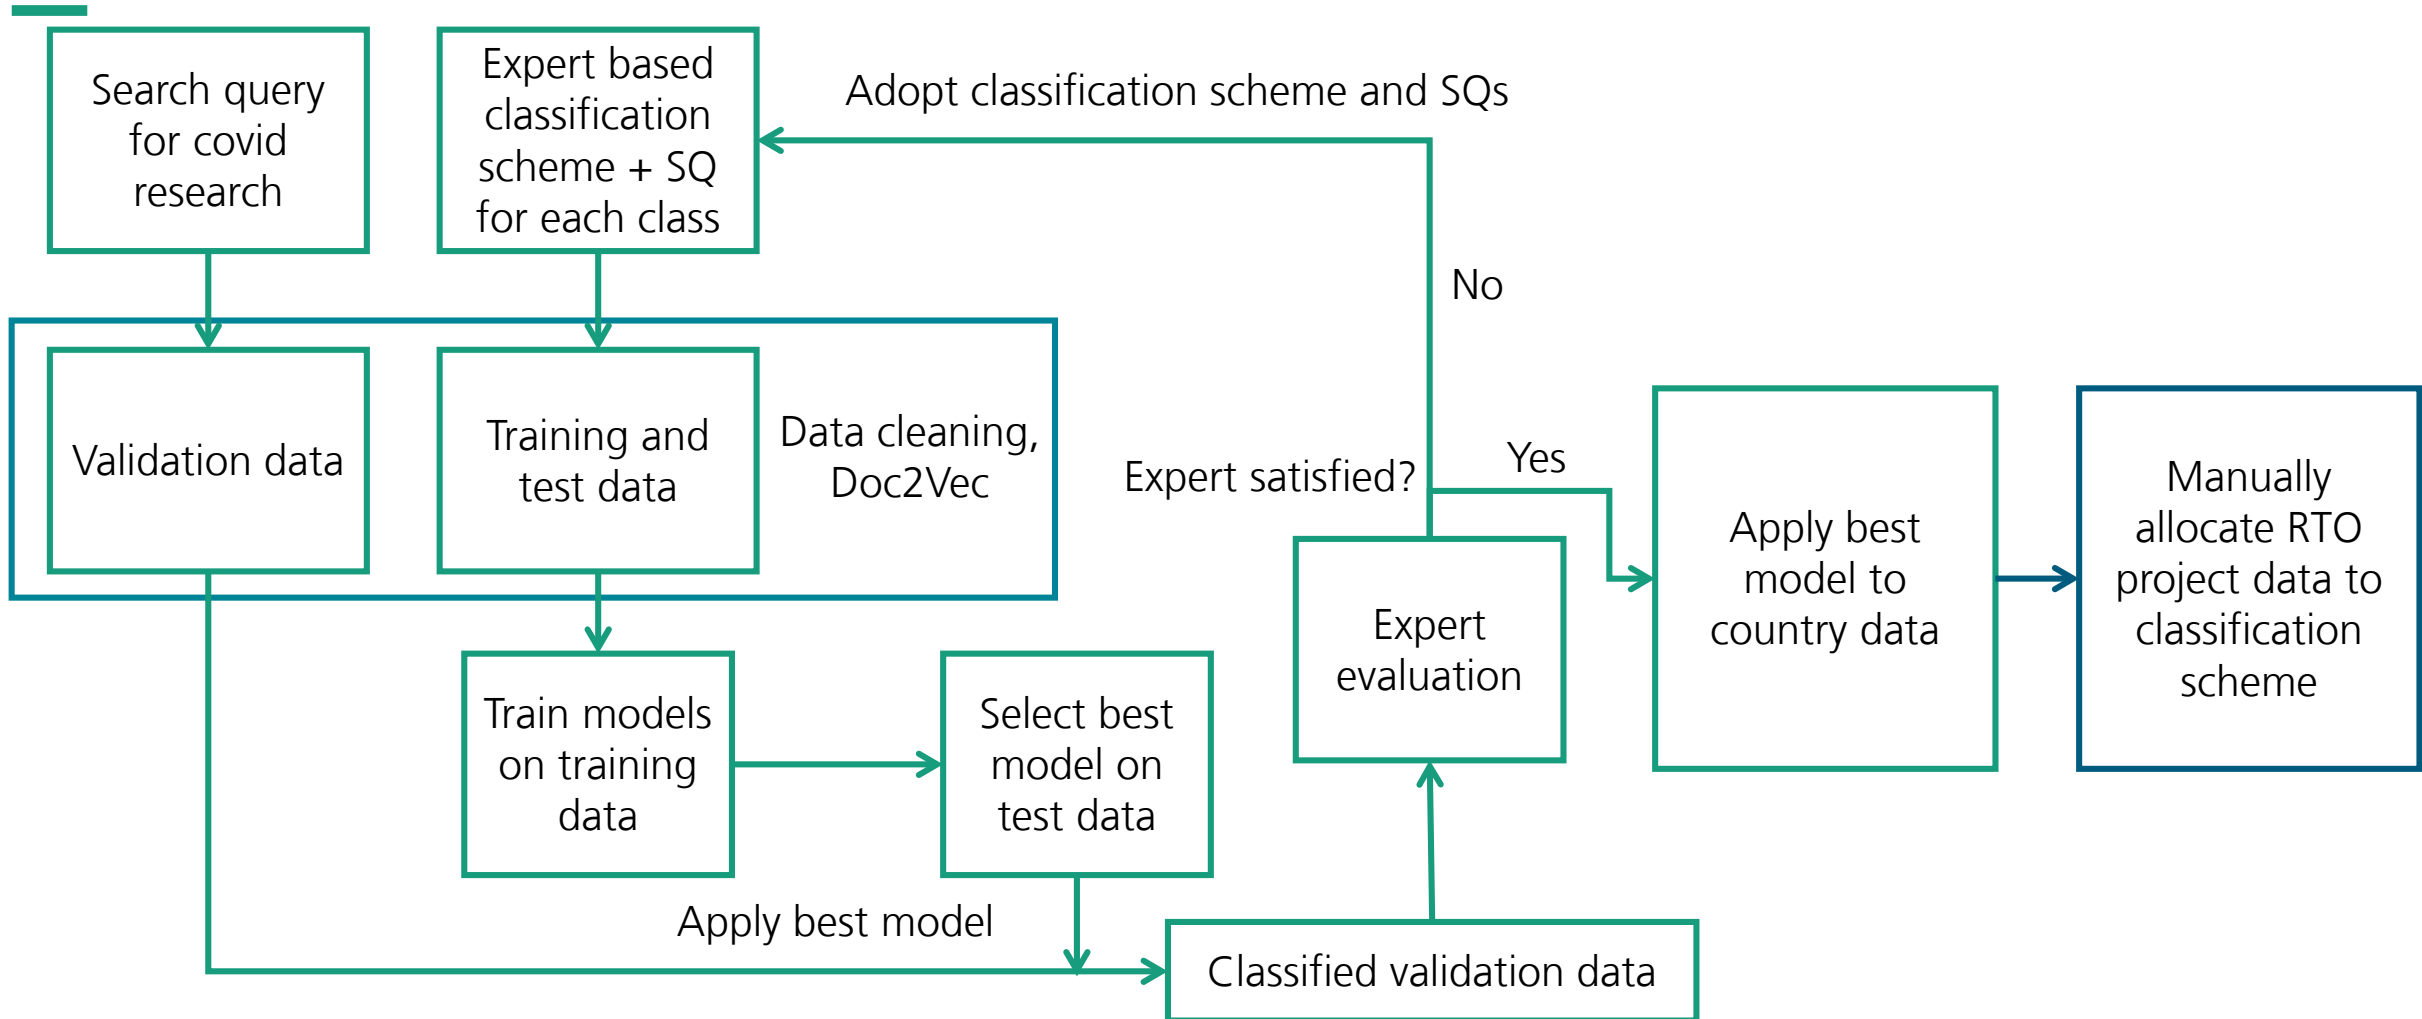 Search query
for covid
research
Expert based
classification
scheme + SQ
for each class
Adopt classification scheme and SQs
No
Validation data
Training and
test data
Data cleaning,
Doc2Vec
Expert satisfied?
Yes
Expert
evaluation
Apply best
model to
country data
Manually
allocate RTO
project data to
classification
scheme
Train models
on training
data
Select best
model on
test data
Apply best model
Classified validation data